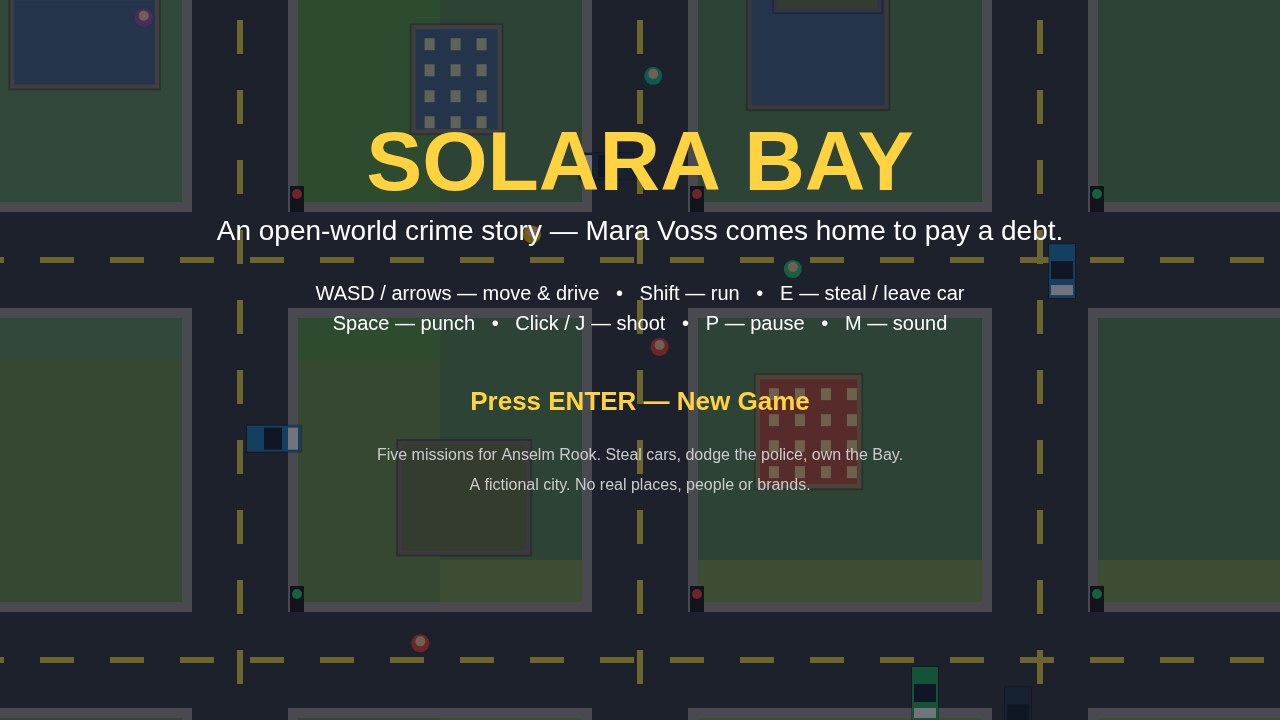 SOLARA BAY
An open-world crime story — Mara Voss comes home to pay a debt.
WASD / arrows — move & drive • Shift — run • E — steal / leave car
Space — punch • Click / J — shoot • P — pause • M — sound
Press ENTER — New Game
Five missions for Anselm Rook. Steal cars, dodge the police, own the Bay.
A fictional city. No real places, people or brands.